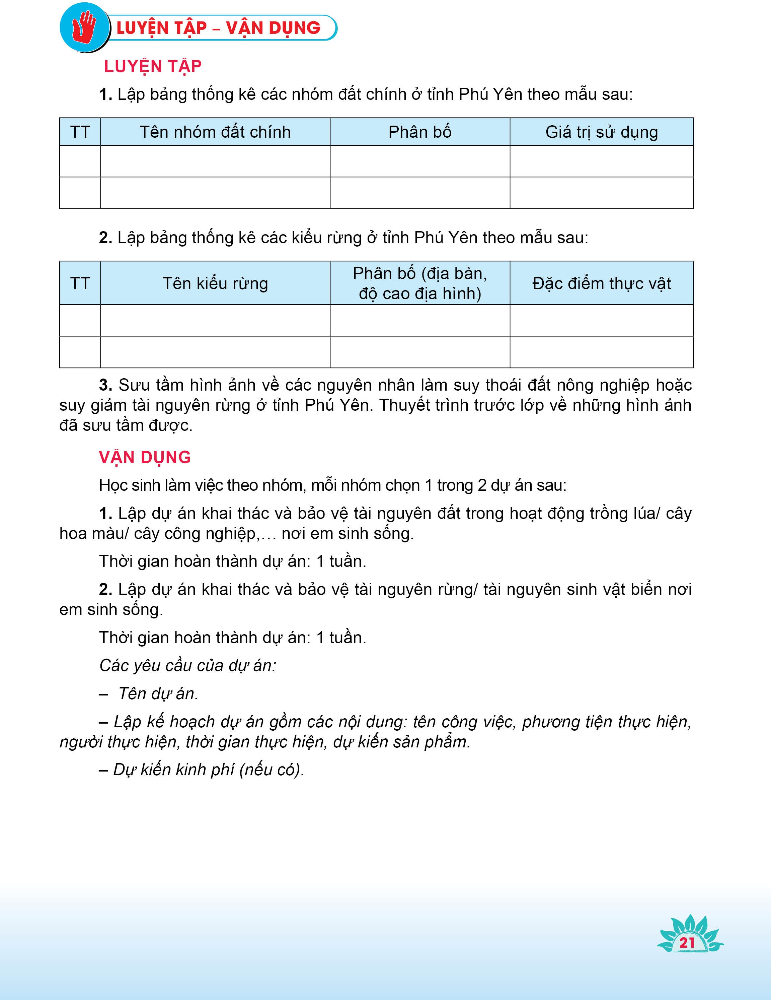 LUYỆN TẬP – VẬN DỤNG
LUYỆN TẬP
1. Lập bảng thống kê các nhóm đất chính ở tỉnh Phú Yên theo mẫu sau:
TT Tên nhóm đất chính Phân bố Giá trị sử dụng
2. Lập bảng thống kê các kiểu rừng ở tỉnh Phú Yên theo mẫu sau:
TT Tên kiểu rừng Phân bố (địa bàn, độ cao địa hình) Đặc điểm thực vật
3. Sưu tầm hình ảnh về các nguyên nhân làm suy thoái đất nông nghiệp hoặc
suy giảm tài nguyên rừng ở tỉnh Phú Yên. Thuyết trình trước lớp về những hình ảnh
đã sưu tầm được.
VẬN DỤNG
Học sinh làm việc theo nhóm, mỗi nhóm chọn 1 trong 2 dự án sau:
1. Lập dự án khai thác và bảo vệ tài nguyên đất trong hoạt động trồng lúa/ cây
hoa màu/ cây công nghiệp,… nơi em sinh sống.
Thời gian hoàn thành dự án: 1 tuần.
2. Lập dự án khai thác và bảo vệ tài nguyên rừng/ tài nguyên sinh vật biển nơi
em sinh sống.
Thời gian hoàn thành dự án: 1 tuần.
Các yêu cầu của dự án:
– Tên dự án.
– Lập kế hoạch dự án gồm các nội dung: tên công việc, phương tiện thực hiện,
người thực hiện, thời gian thực hiện, dự kiến sản phẩm.
– Dự kiến kinh phí (nếu có).
21